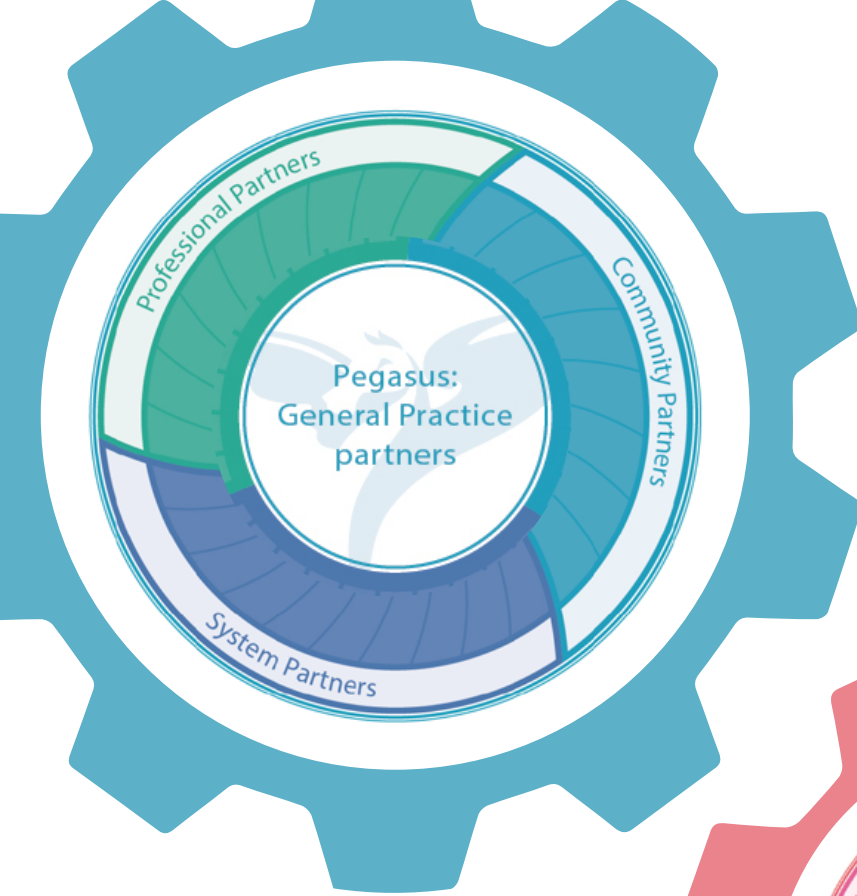 Professional Partners
Community Partners
Pegasus:
General Practice
partners
System Partners